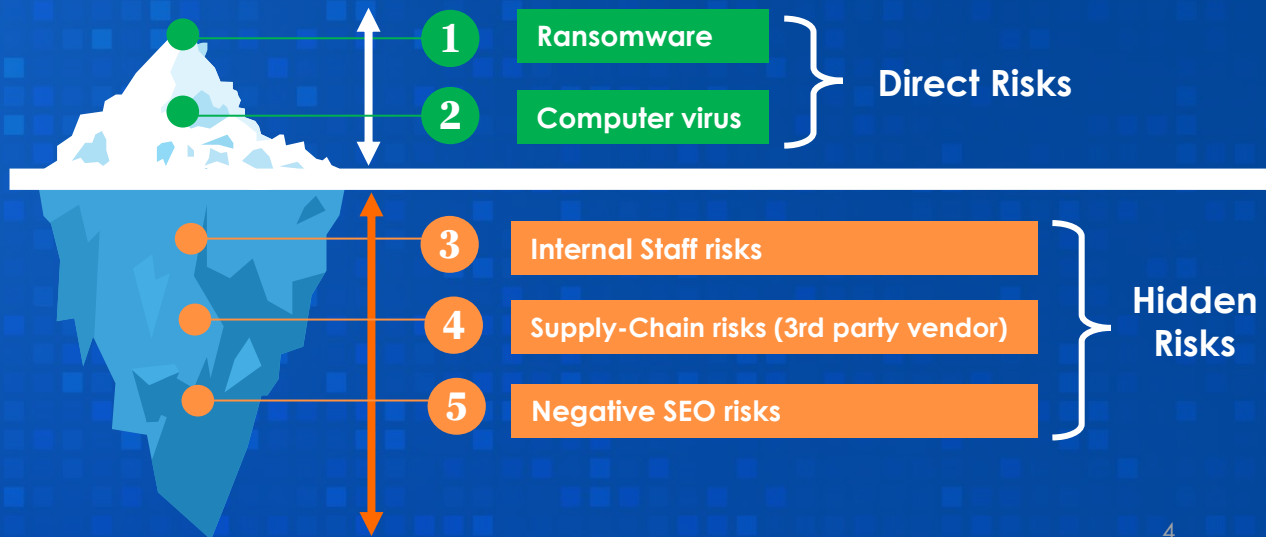 1
Ransomware
2
Computer virus
Direct Risks
3
Internal Staff risks
4
Supply-Chain risks (3rd party vendor)
5
Negative SEO risks
Hidden
Risks
4